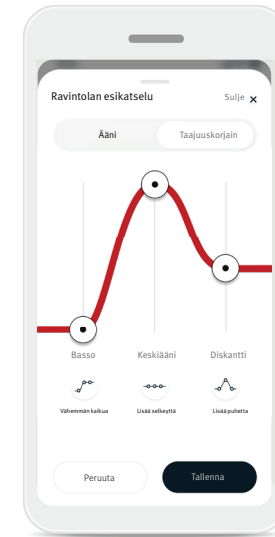 Ravintolan esikatselu Sulje ×
Ääni Taajuuskorjain
Basso Keskiääni Diskantti
Vähemmän kaikua Lisää selkeyttä Lisää puhetta
Peruuta Tallenna